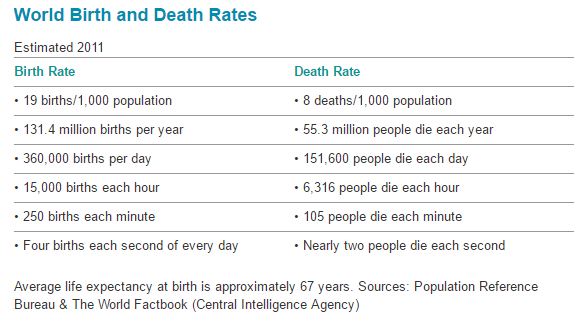 World Birth and Death Rates
Estimated 2011
Birth Rate Death Rate
• 19 births/1,000 population • 8 deaths/1,000 population
• 131.4 million births per year • 55.3 million people die each year
• 360,000 births per day • 151,600 people die each day
• 15,000 births each hour • 6,316 people die each hour
• 250 births each minute • 105 people die each minute
• Four births each second of every day • Nearly two people die each second
Average life expectancy at birth is approximately 67 years. Sources: Population Reference
Bureau & The World Factbook (Central Intelligence Agency)